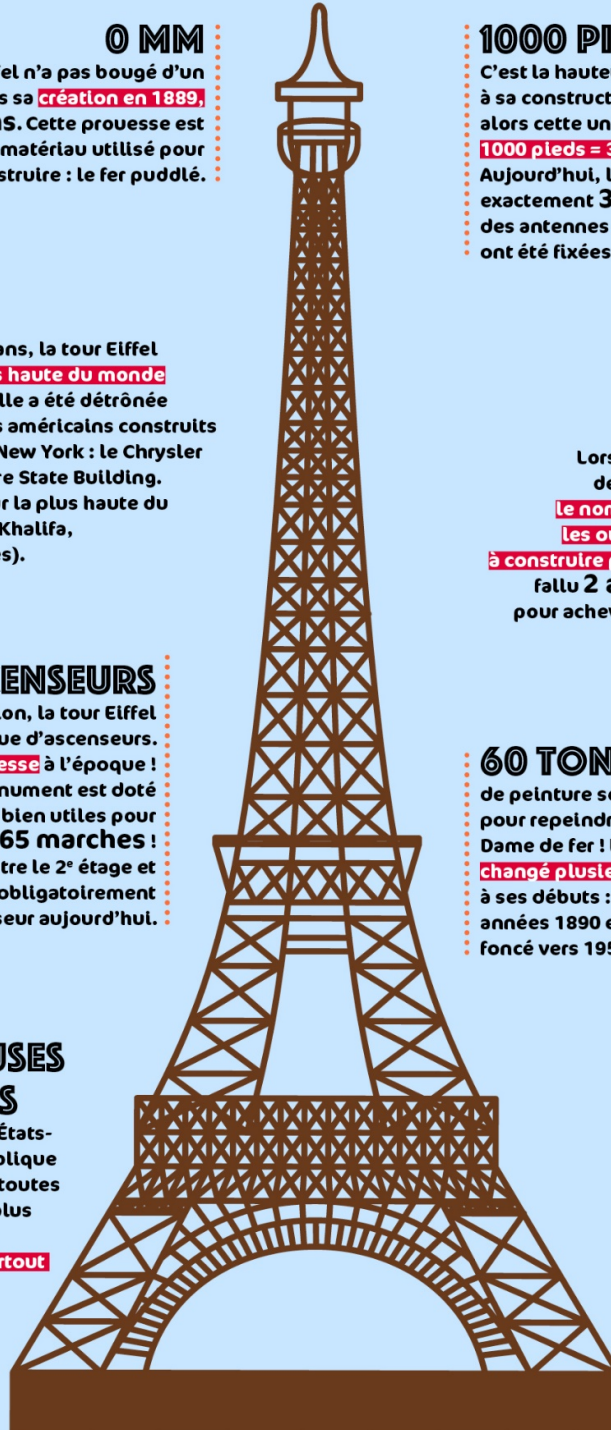 0 MM
el n'a pas bougé d'un
s sa création en 1889,
ns. Cette prouesse est
matériau utilisé pour
struire : le fer puddlé.
ans, la tour Eiffel
s haute du monde
lle a été détrônée
s américains construits
New York : le Chrysler
re State Building.
r la plus haute du
Khalifa,
es).
ENSEURS
on, la tour Eiffel
ue d'ascenseurs.
esse à l'époque !
nument est doté
bien utiles pour
65 marches !
tre le 2e étage et
obligatoirement
seur aujourd'hui.
USES
S
États-
plique
toutes
plus
rtout
1000 PI
C'est la haute
à sa construct
alors cette un
1000 pieds = 3
Aujourd'hui, l
exactement 3
des antennes
ont été fixées
Lors
dé
le nom
les ou
à construire
fallu 2 a
pour achev
60 TON
de peinture so
pour repeindr
Dame de fer !
changé plusie
à ses débuts :
années 1890 e
foncé vers 195